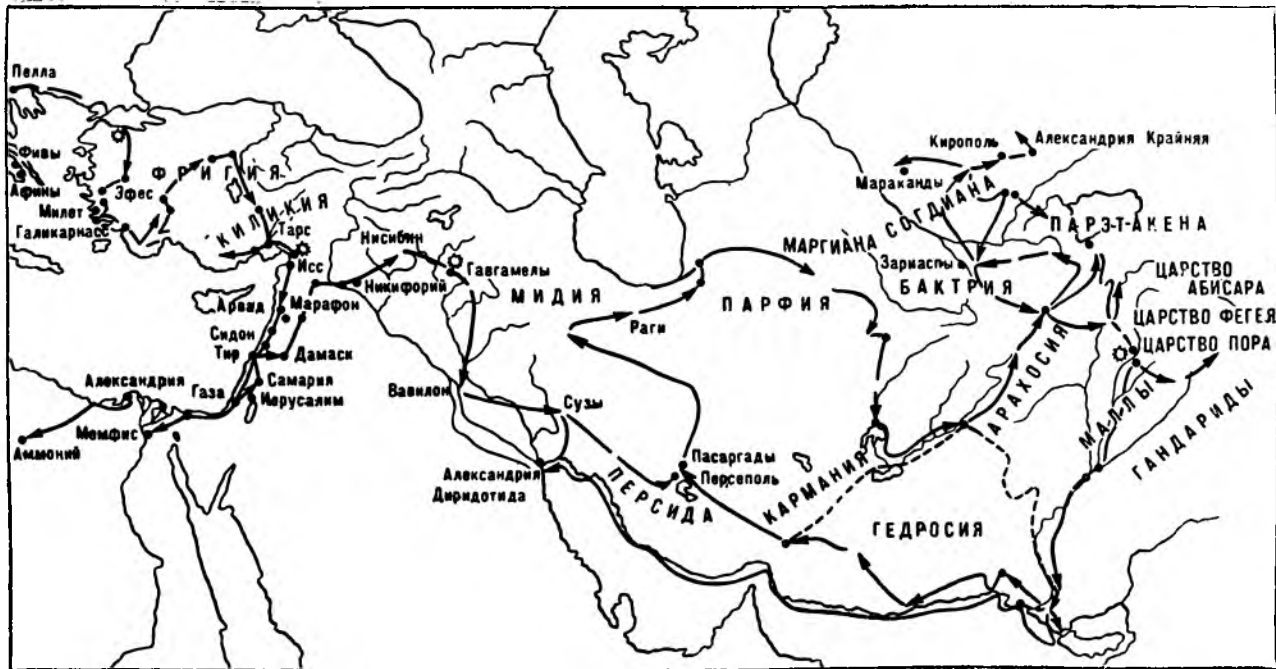 Пелла
Фивы
Афины
Милет
Галикарнасс
Эфес
ФРИГИЯ
КИЛИКИЯ
Тарс
Исс
Нисибин
Гавгамелы
Никифорий
Арвад
Марафон
Сидон
Тир
Дамаск
Газа
Самария
Иерусалим
Александрия
Мемфис
Аммоний
Вавилон
Сузы
Александрия
Диридотида
МИДИЯ
Раги
ПАРФИЯ
МАРГИАНА
СОГДИАНА
Кирополь
Александрия Крайняя
Мараканды
ПАРЭТАКЕНА
Зариаспы
БАКТРИЯ
ЦАРСТВО
АБИСАРА
ЦАРСТВО ФЕГЕЯ
ЦАРСТВО ПОРА
АРАХОСИЯ
МАЛЛЫ
ГАНДАРИДЫ
Пасаргады
Персеполь
ПЕРСИДА
КАРМАНИЯ
ГЕДРОСИЯ